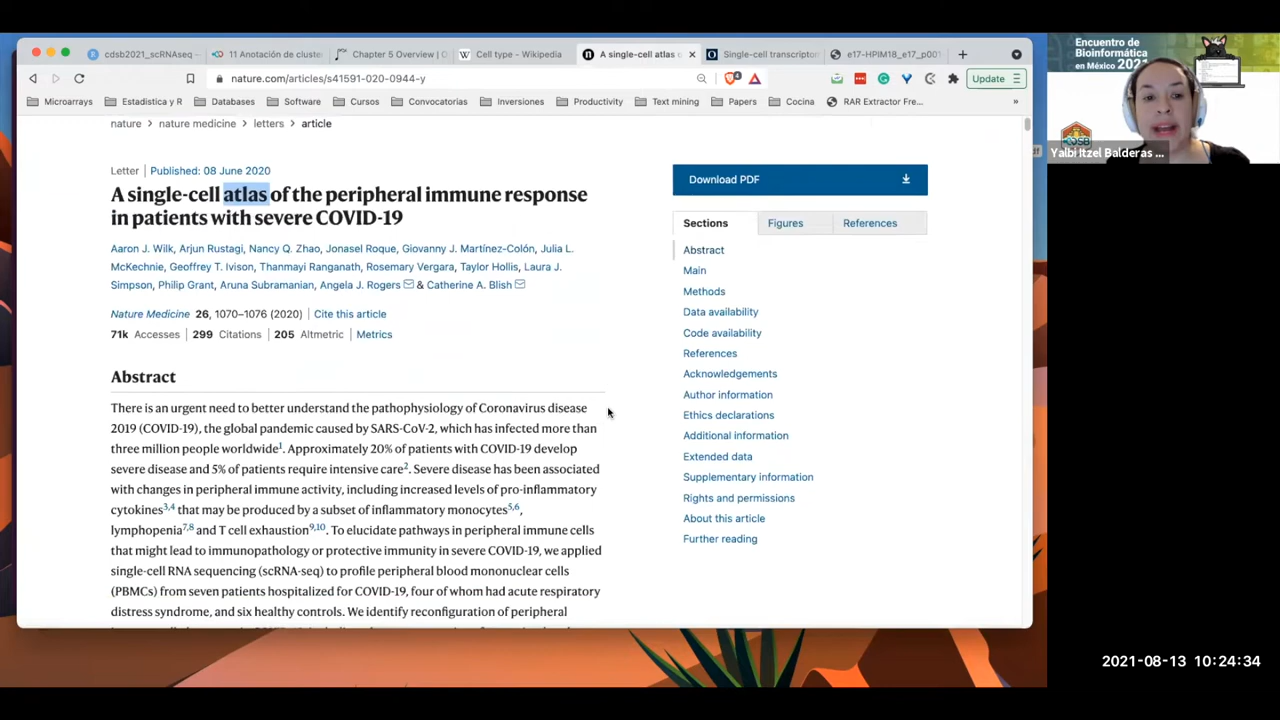 cdsb2021_scRNAseq
11 Anotación de cluste
Chapter 5 Overview | O
Cell type - Wikipedia
A single-cell atlas o
Single-cell transcriptom
e17-HPIM18_e17_p001
nature.com/articles/s41591-020-0944-y
Update
Microarrays
Estadistica y R
Databases
Software
Cursos
Convocatorias
Inversiones
Productivity
Text mining
Papers
Cocina
RAR Extractor Fre...
nature > nature medicine > letters > article
Letter | Published: 08 June 2020
A single-cell atlas of the peripheral immune response
in patients with severe COVID-19
Aaron J. Wilk, Arjun Rustagi, Nancy Q. Zhao, Jonasel Roque, Giovanny J. Martínez-Colón, Julia L.
McKechnie, Geoffrey T. Ivison, Thanmayi Ranganath, Rosemary Vergara, Taylor Hollis, Laura J.
Simpson, Philip Grant, Aruna Subramanian, Angela J. Rogers & Catherine A. Blish
Nature Medicine 26, 1070–1076 (2020) | Cite this article
71k Accesses | 299 Citations | 205 Altmetric | Metrics
Abstract
There is an urgent need to better understand the pathophysiology of Coronavirus disease
2019 (COVID-19), the global pandemic caused by SARS-CoV-2, which has infected more than
three million people worldwide1. Approximately 20% of patients with COVID-19 develop
severe disease and 5% of patients require intensive care2. Severe disease has been associated
with changes in peripheral immune activity, including increased levels of pro-inflammatory
cytokines3,4 that may be produced by a subset of inflammatory monocytes5,6,
lymphopenia7,8 and T cell exhaustion9,10. To elucidate pathways in peripheral immune cells
that might lead to immunopathology or protective immunity in severe COVID-19, we applied
single-cell RNA sequencing (scRNA-seq) to profile peripheral blood mononuclear cells
(PBMCs) from seven patients hospitalized for COVID-19, four of whom had acute respiratory
distress syndrome, and six healthy controls. We identify reconfiguration of peripheral
Download PDF
Sections
Figures
References
Abstract
Main
Methods
Data availability
Code availability
References
Acknowledgements
Author information
Ethics declarations
Additional information
Extended data
Supplementary information
Rights and permissions
About this article
Further reading
Encuentro de
Bioinformática
en México 2021
Yalbi Itzel Balderas ...
2021-08-13 10:24:34